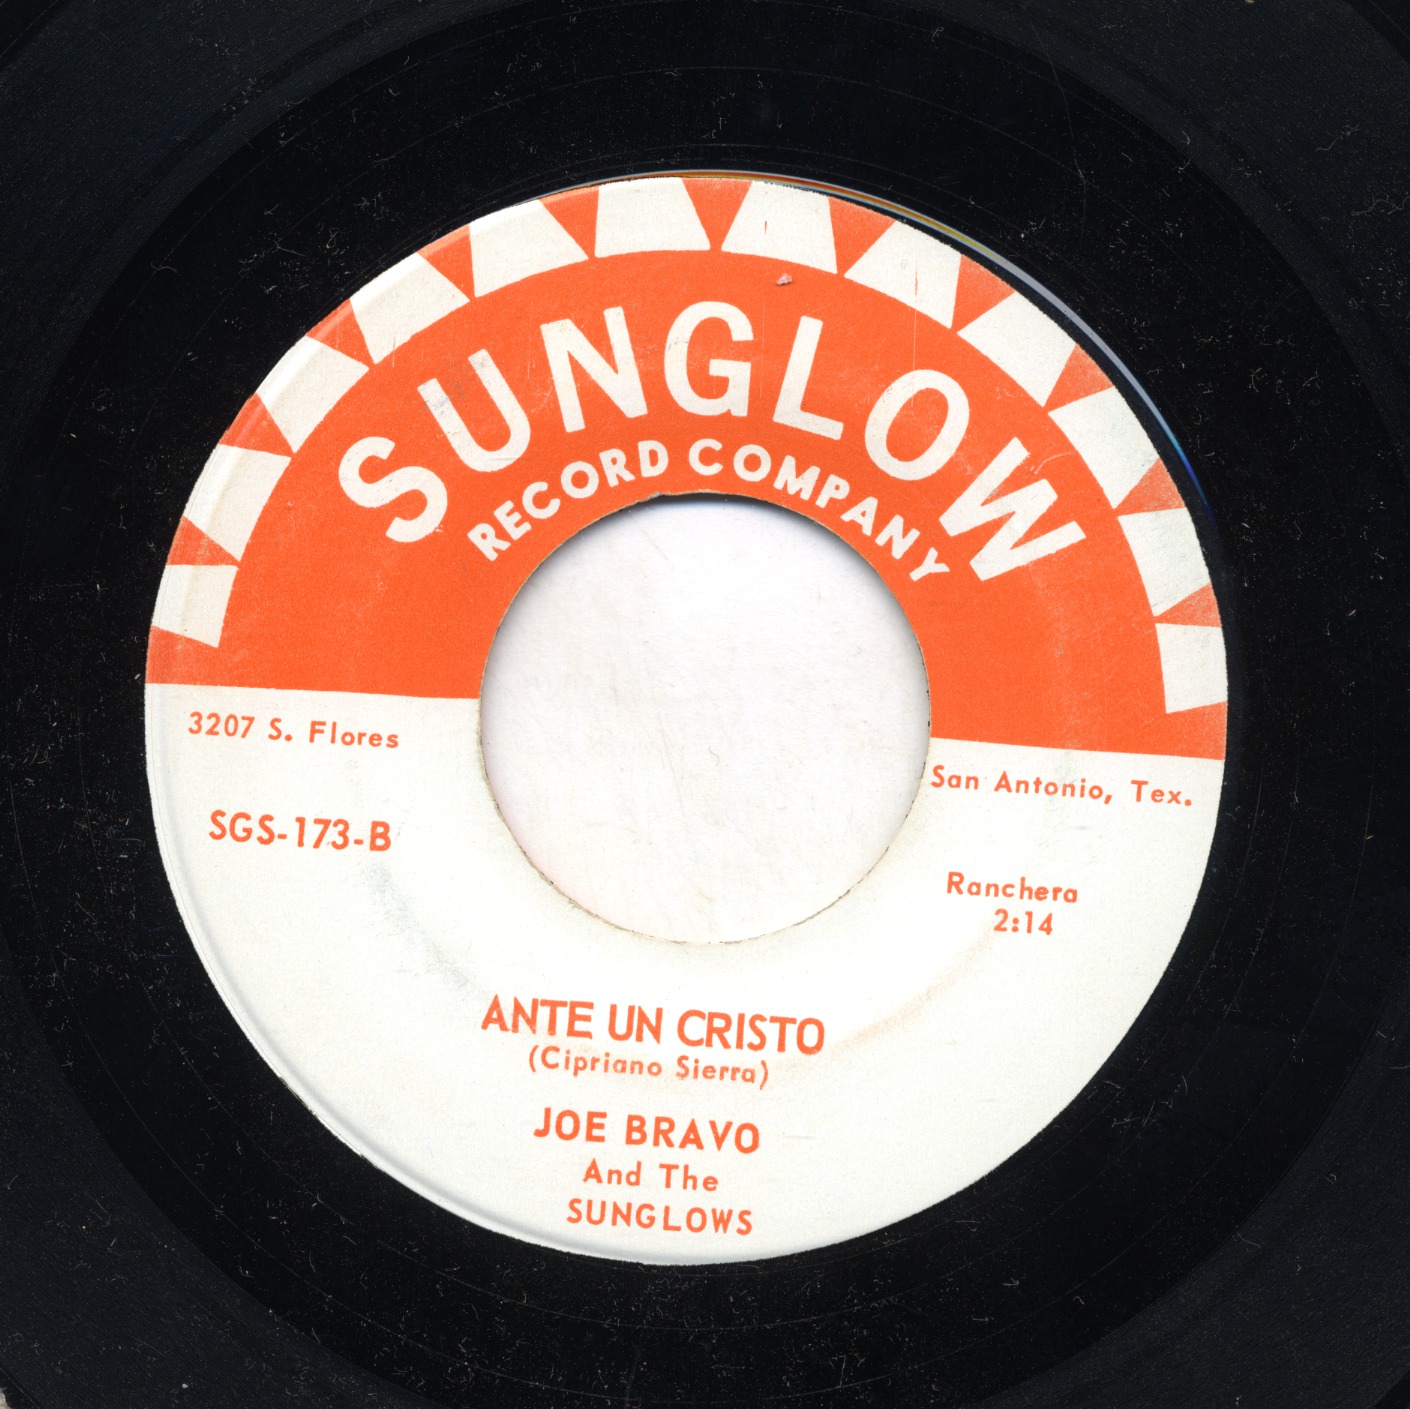 SUNGLOW
RECORD COMPANY
3207 S. Flores
San Antonio, Tex.
SGS-173-B
Ranchera
2:14
ANTE UN CRISTO
(Cipriano Sierra)
JOE BRAVO
And The
SUNGLOWS